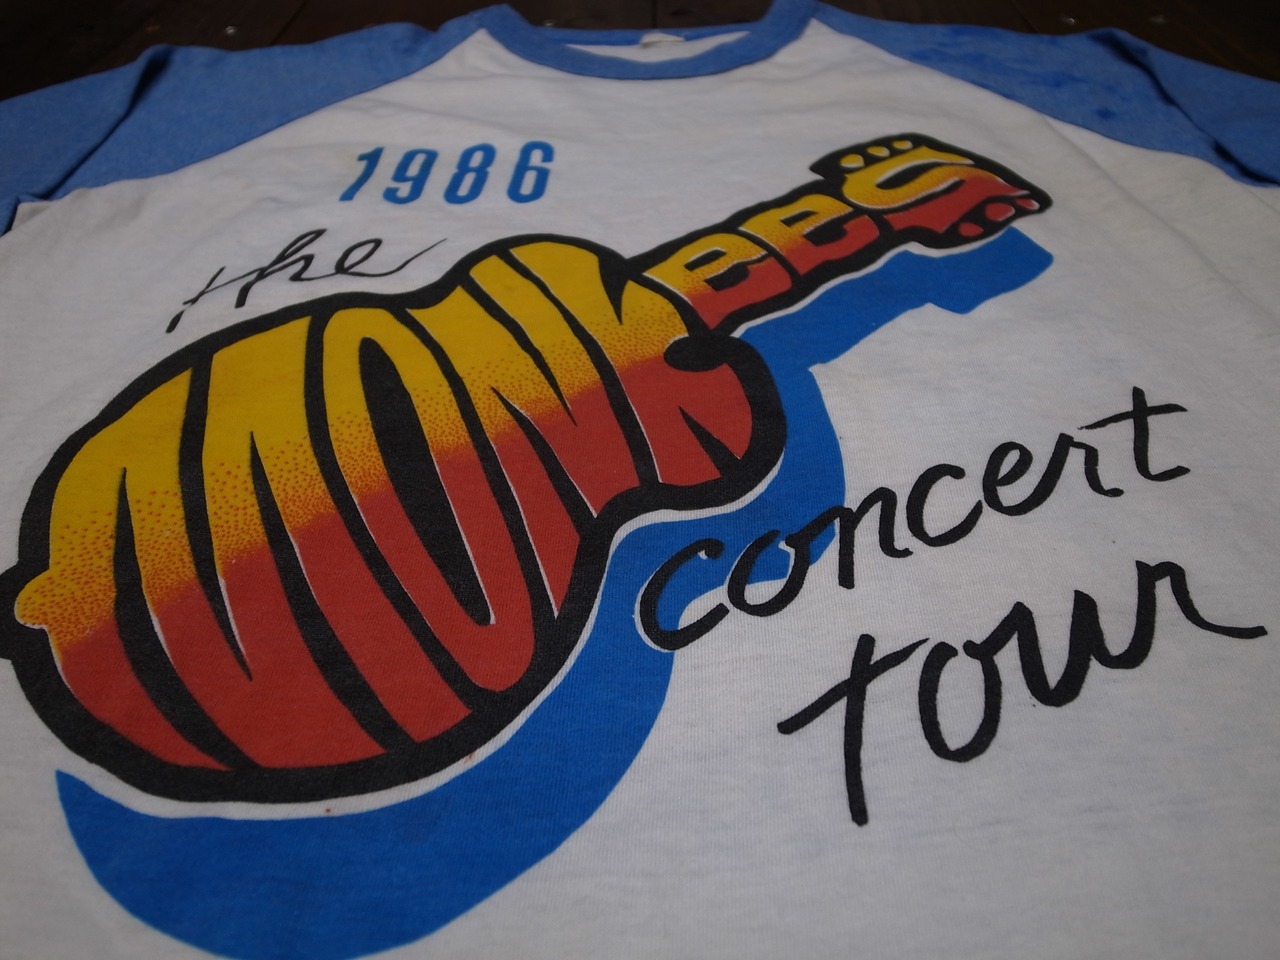 1986
the
MONKEES
concert
tour